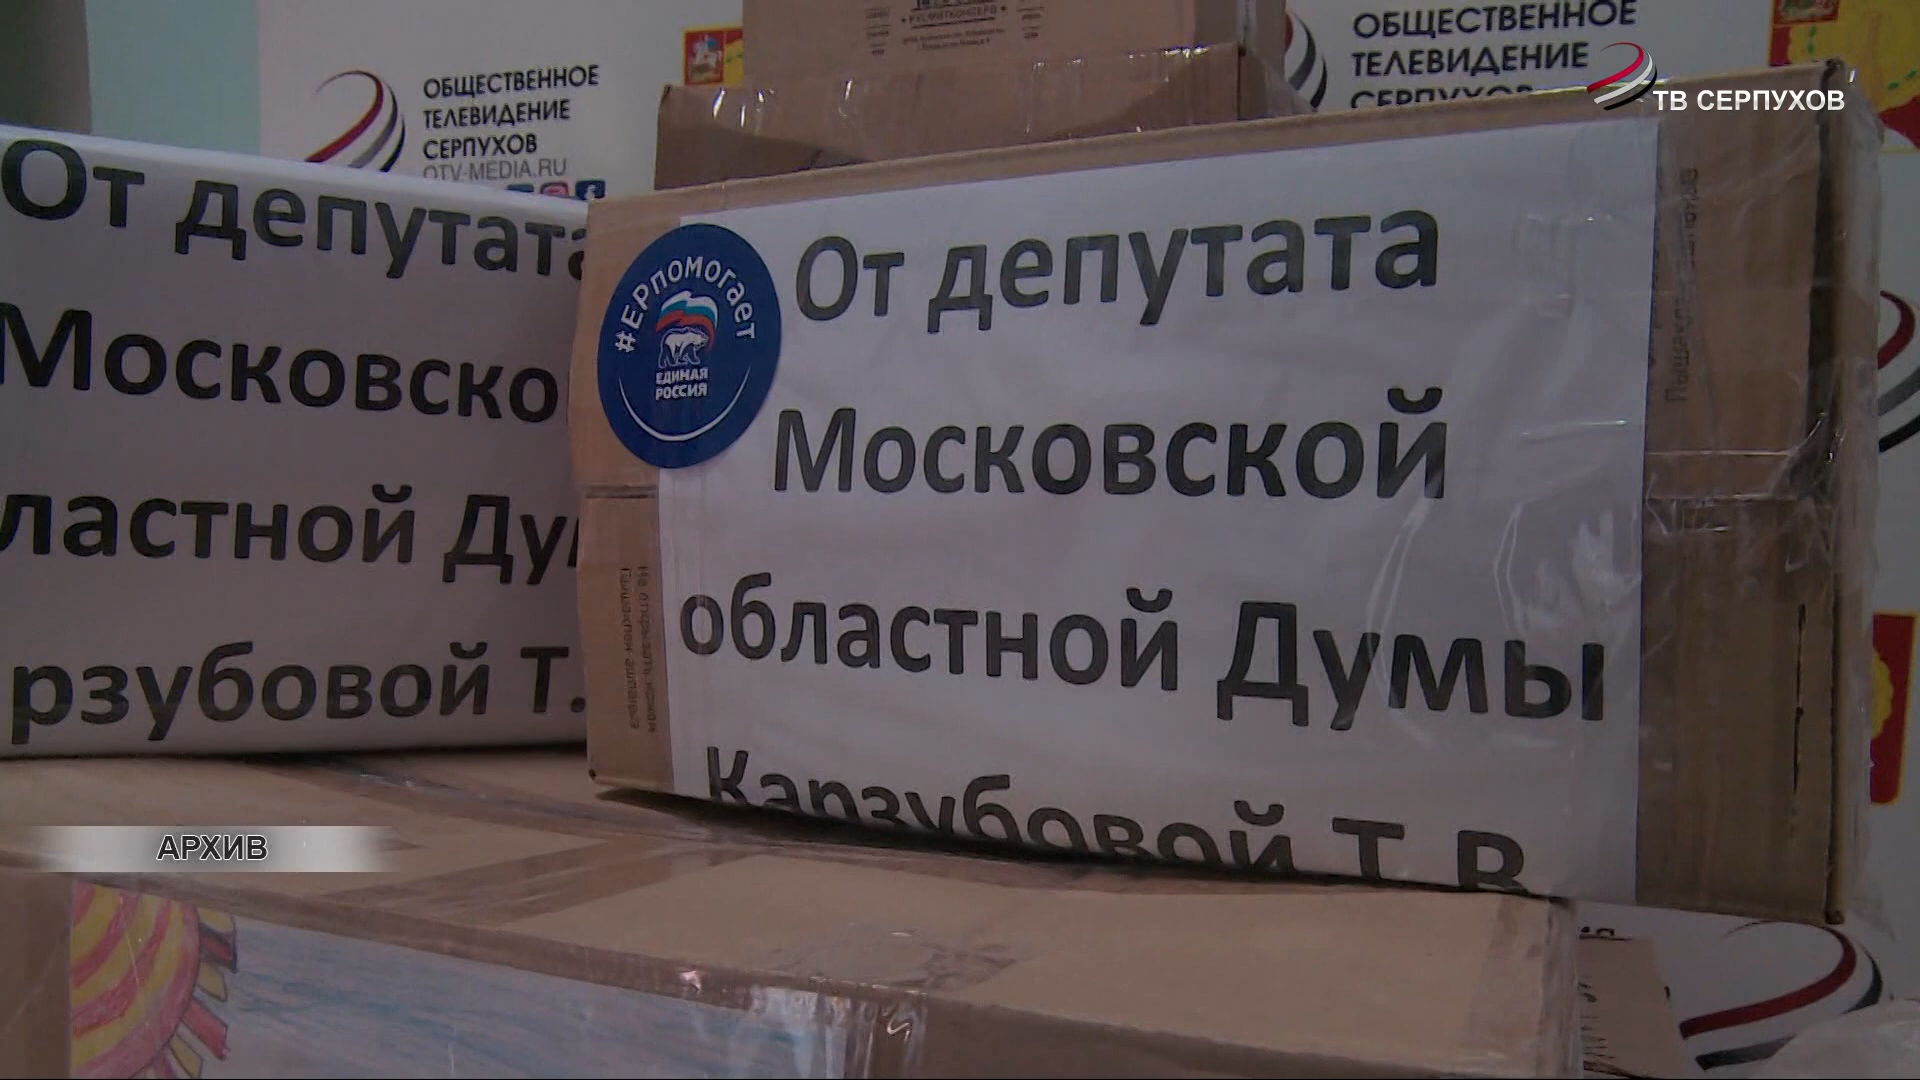 ОБЩЕСТВЕННОЕ
ТЕЛЕВИДЕНИЕ
СЕРПУХОВ
OTV-MEDIA.RU
ОБЩЕСТВЕННОЕ
ТЕЛЕВИДЕНИЕ
СЕРПУХОВ
ТВ СЕРПУХОВ
От депутата
Московско
ластной Ду
рзубовой Т.
#ЕРПОМОГАЕТ
ЕДИНАЯ
РОССИЯ
От депутата
Московской
областной Думы
Карзубовой Т.В
АРХИВ